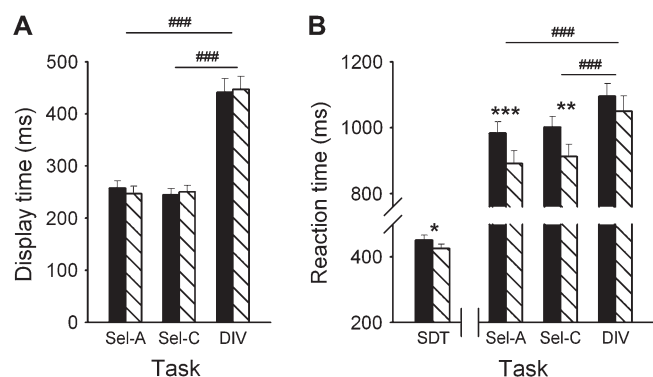 A
###
###
Display time (ms)
500
400
300
200
100
0
Sel-A Sel-C DIV
Task
B
###
###
Reaction time (ms)
1200
1000
800
400
200
***
**
*
SDT Sel-A Sel-C DIV
Task